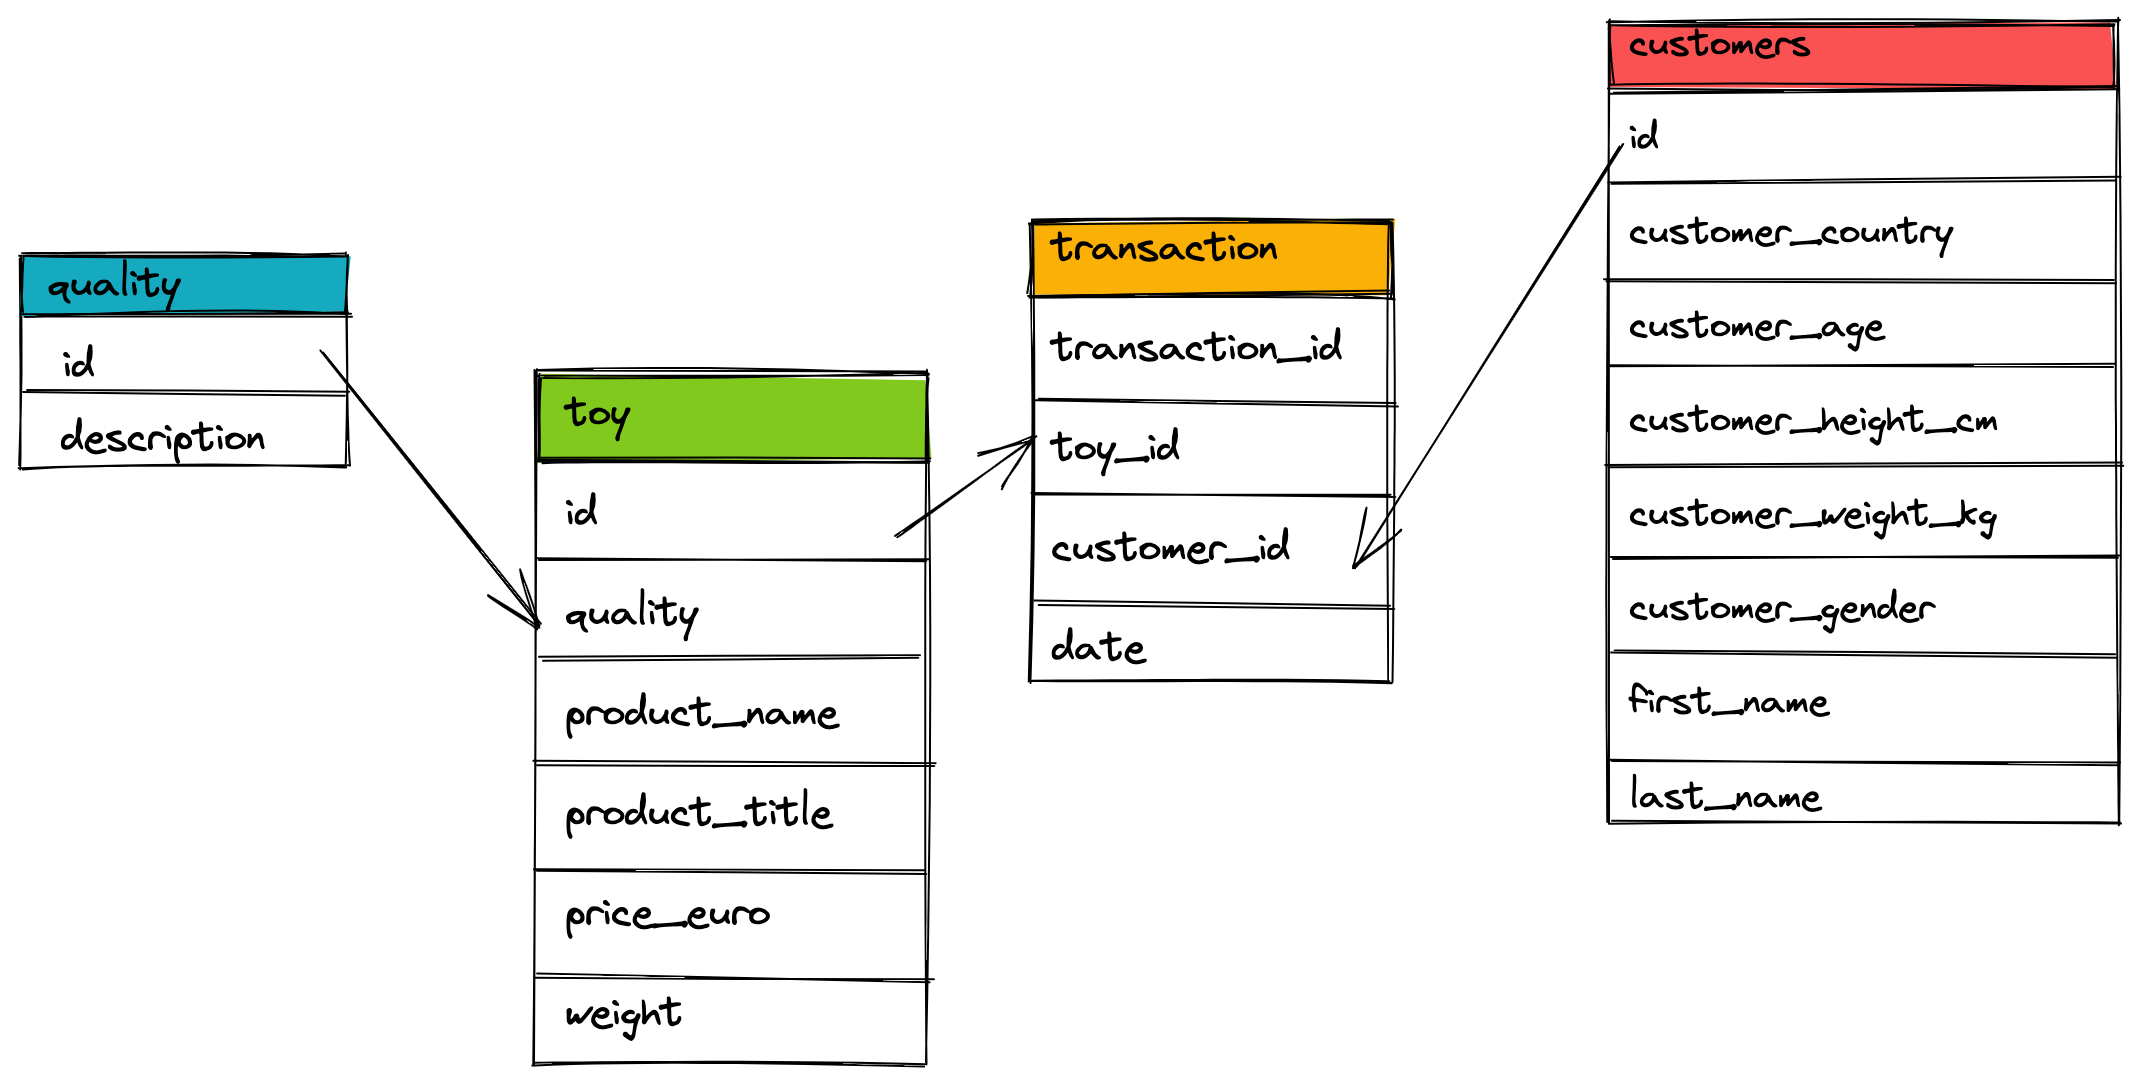 quality
id
description
toy
id
quality
product_name
product_title
price_euro
weight
transaction
transaction_id
toy_id
customer_id
date
customers
id
customer_country
customer_age
customer_height_cm
customer_weight_kg
customer_gender
first_name
last_name